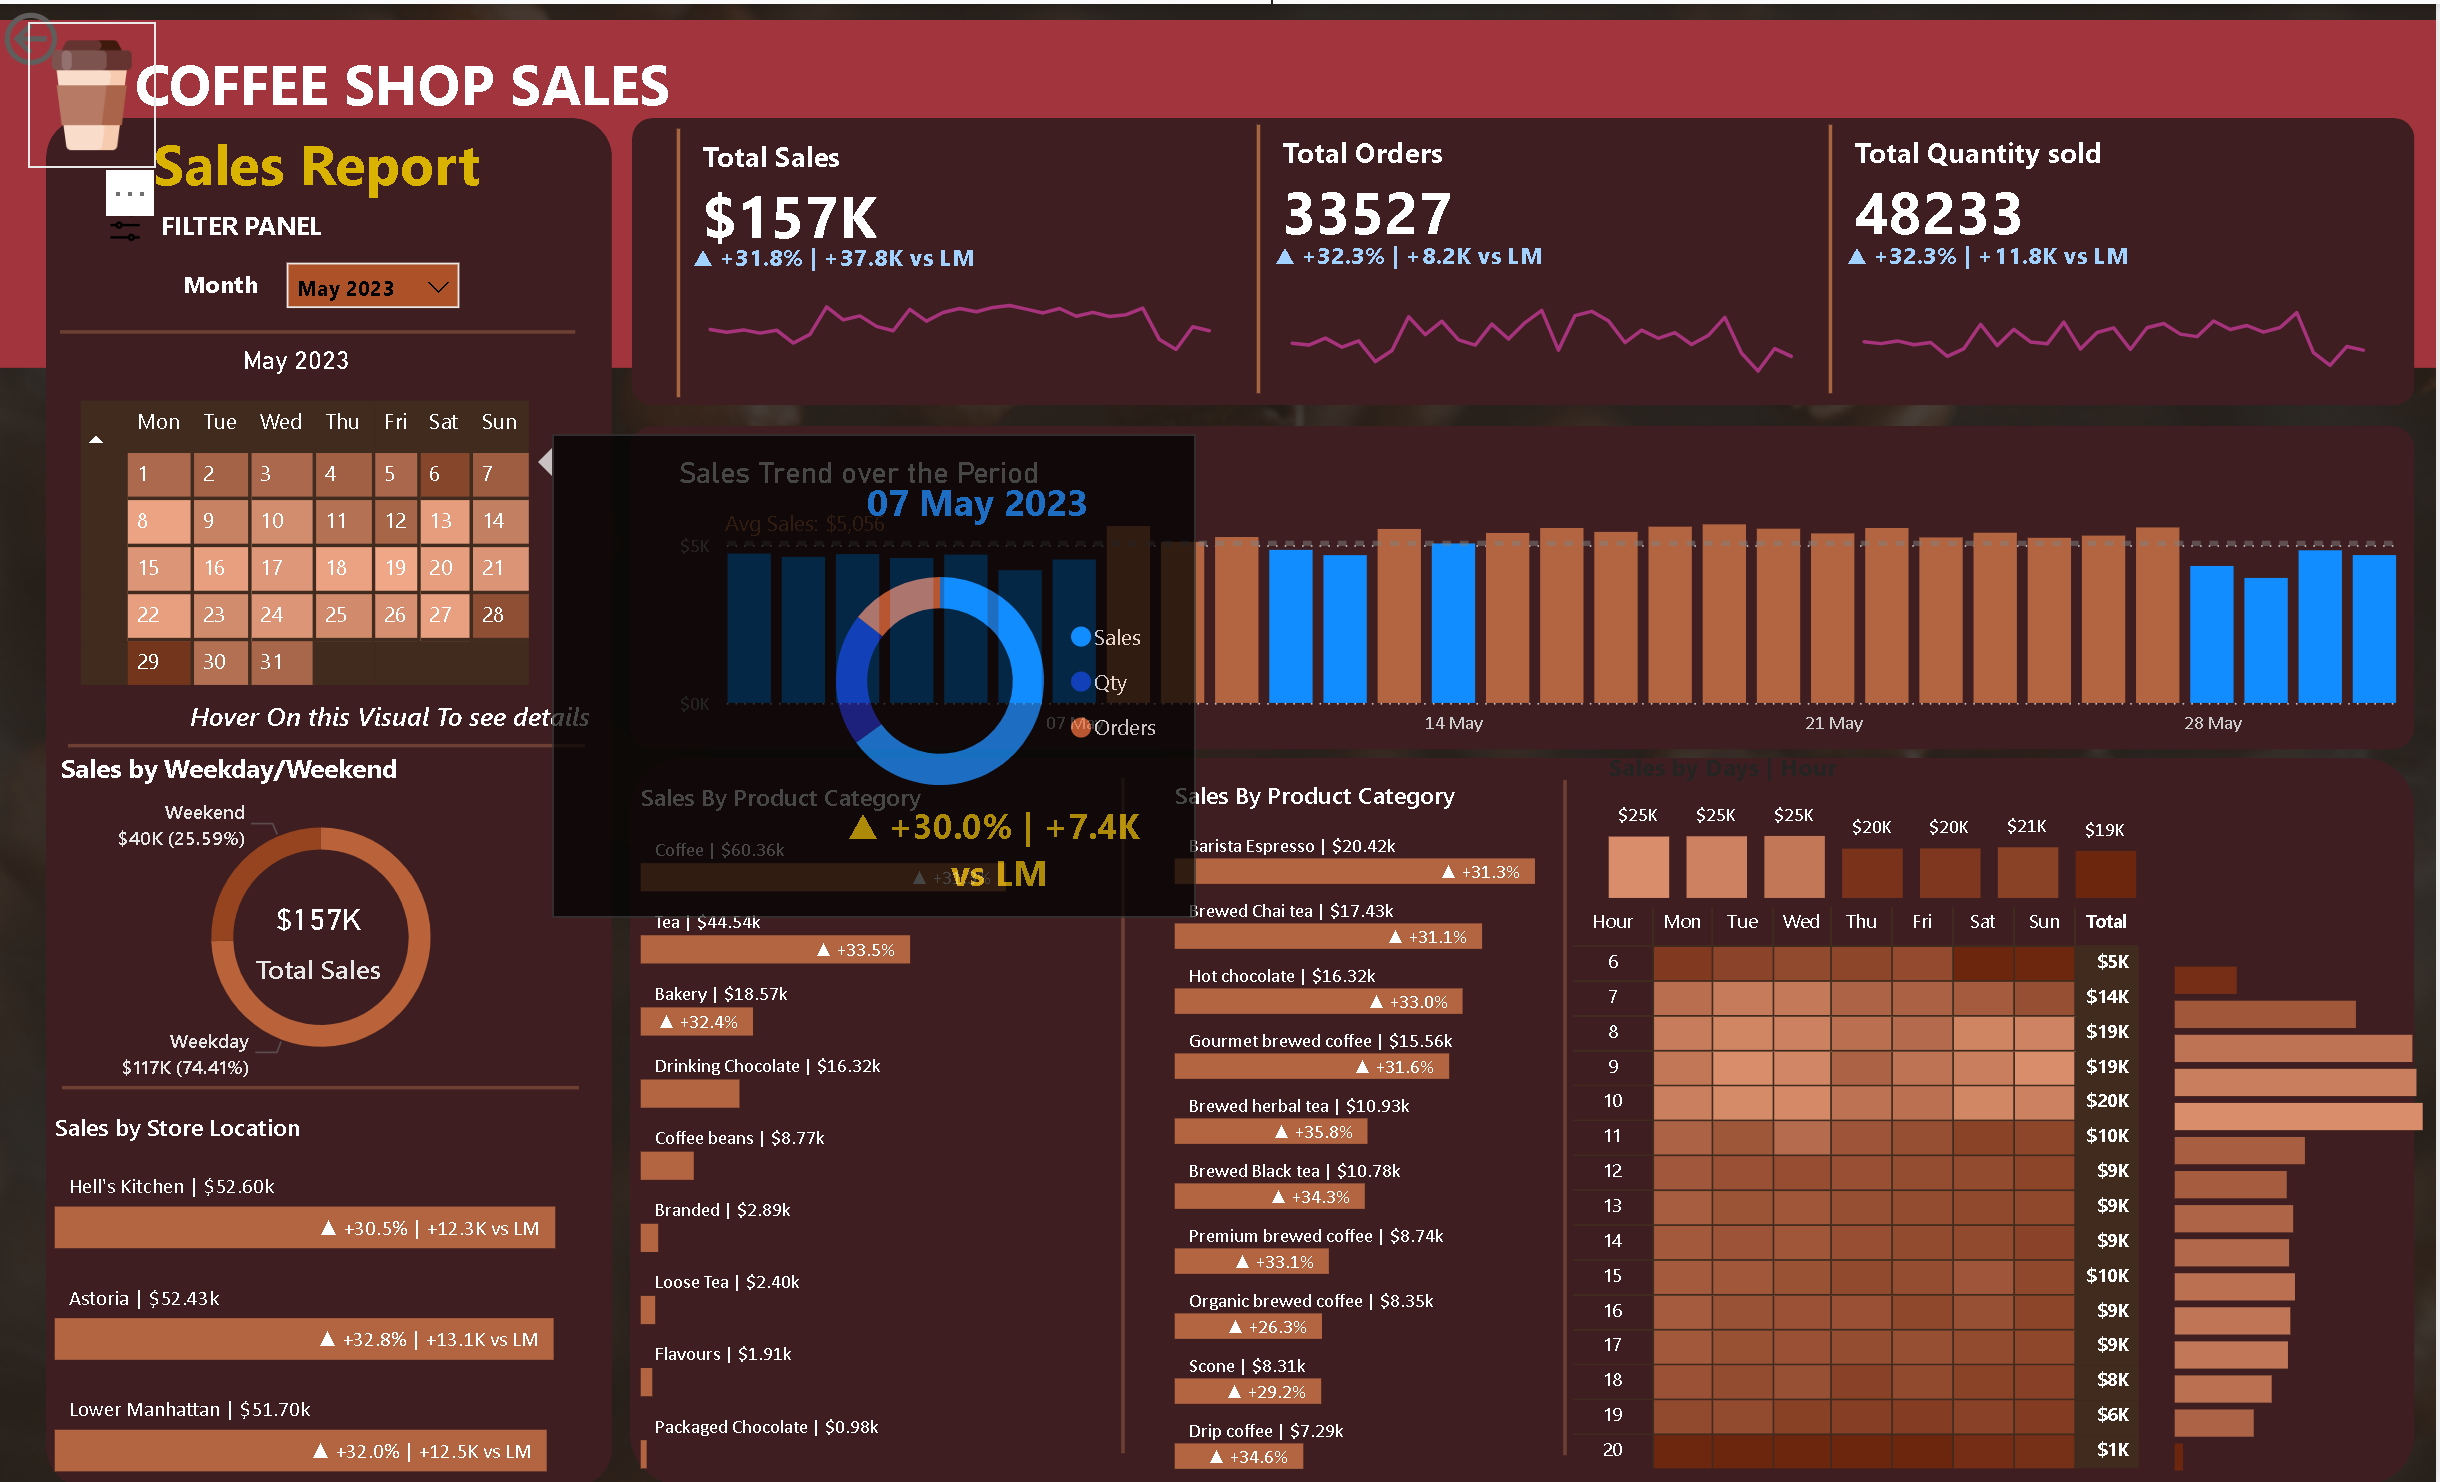 COFFEE SHOP SALES
Sales Report
...
FILTER PANEL
Month
May 2023
May 2023
Mon Tue Wed Thu Fri Sat Sun
1 2 3 4 5 6 7
8 9 10 11 12 13 14
15 16 17 18 19 20 21
22 23 24 25 26 27 28
29 30 31
Hover On this Visual To see details
Sales by Weekday/Weekend
Weekend
$40K (25.59%)
$157K
Total Sales
Weekday
$117K (74.41%)
Sales by Store Location
Hell's Kitchen | $52.60k
▲ +30.5% | +12.3K vs LM
Astoria | $52.43k
▲ +32.8% | +13.1K vs LM
Lower Manhattan | $51.70k
▲ +32.0% | +12.5K vs LM
Total Sales
$157K
▲ +31.8% | +37.8K vs LM
Total Orders
33527
▲ +32.3% | +8.2K vs LM
Total Quantity sold
48233
▲ +32.3% | +11.8K vs LM
Sales Trend over the Period
Avg Sales: $5,056
$5K
$0K
07 May
14 May
21 May
28 May
07 May 2023
Sales
Qty
Orders
▲ +30.0% | +7.4K
vs LM
Sales By Product Category
Coffee | $60.36k
Tea | $44.54k
▲ +33.5%
Bakery | $18.57k
▲ +32.4%
Drinking Chocolate | $16.32k
Coffee beans | $8.77k
Branded | $2.89k
Loose Tea | $2.40k
Flavours | $1.91k
Packaged Chocolate | $0.98k
Sales By Product Category
Barista Espresso | $20.42k
▲ +31.3%
Brewed Chai tea | $17.43k
▲ +31.1%
Hot chocolate | $16.32k
▲ +33.0%
Gourmet brewed coffee | $15.56k
▲ +31.6%
Brewed herbal tea | $10.93k
▲ +35.8%
Brewed Black tea | $10.78k
▲ +34.3%
Premium brewed coffee | $8.74k
▲ +33.1%
Organic brewed coffee | $8.35k
▲ +26.3%
Scone | $8.31k
▲ +29.2%
Drip coffee | $7.29k
▲ +34.6%
Sales by Days | Hour
$25K $25K $25K $20K $20K $21K $19K
Hour Mon Tue Wed Thu Fri Sat Sun Total
6 $5K
7 $14K
8 $19K
9 $19K
10 $20K
11 $10K
12 $9K
13 $9K
14 $9K
15 $10K
16 $9K
17 $9K
18 $8K
19 $6K
20 $1K